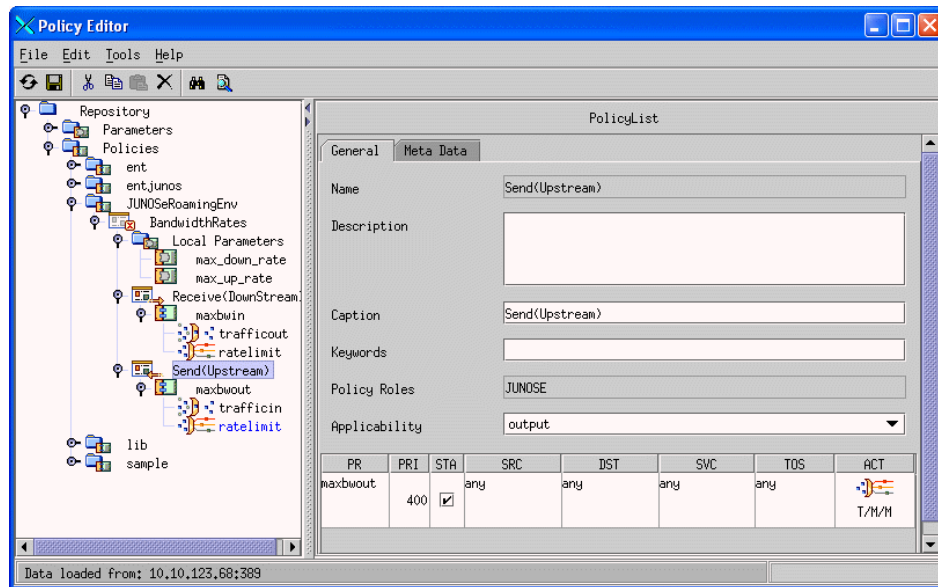 Policy Editor
File Edit Tools Help
Repository
Parameters
Policies
ent
entjunos
JUNOSeRoamingEnv
BandwidthRates
Local Parameters
max_down_rate
max_up_rate
Receive(DownStream)
maxbwin
trafficout
ratelimit
Send(Upstream)
maxbwout
trafficin
ratelimit
lib
sample
PolicyList
General Meta Data
Name Send(Upstream)
Description
Caption Send(Upstream)
Keywords
Policy Roles JUNOSE
Applicability output
PR PRI STA SRC DST SVC TOS ACT
maxbwout 400 any any any any T/M/M
Data loaded from: 10.10.123.68:389